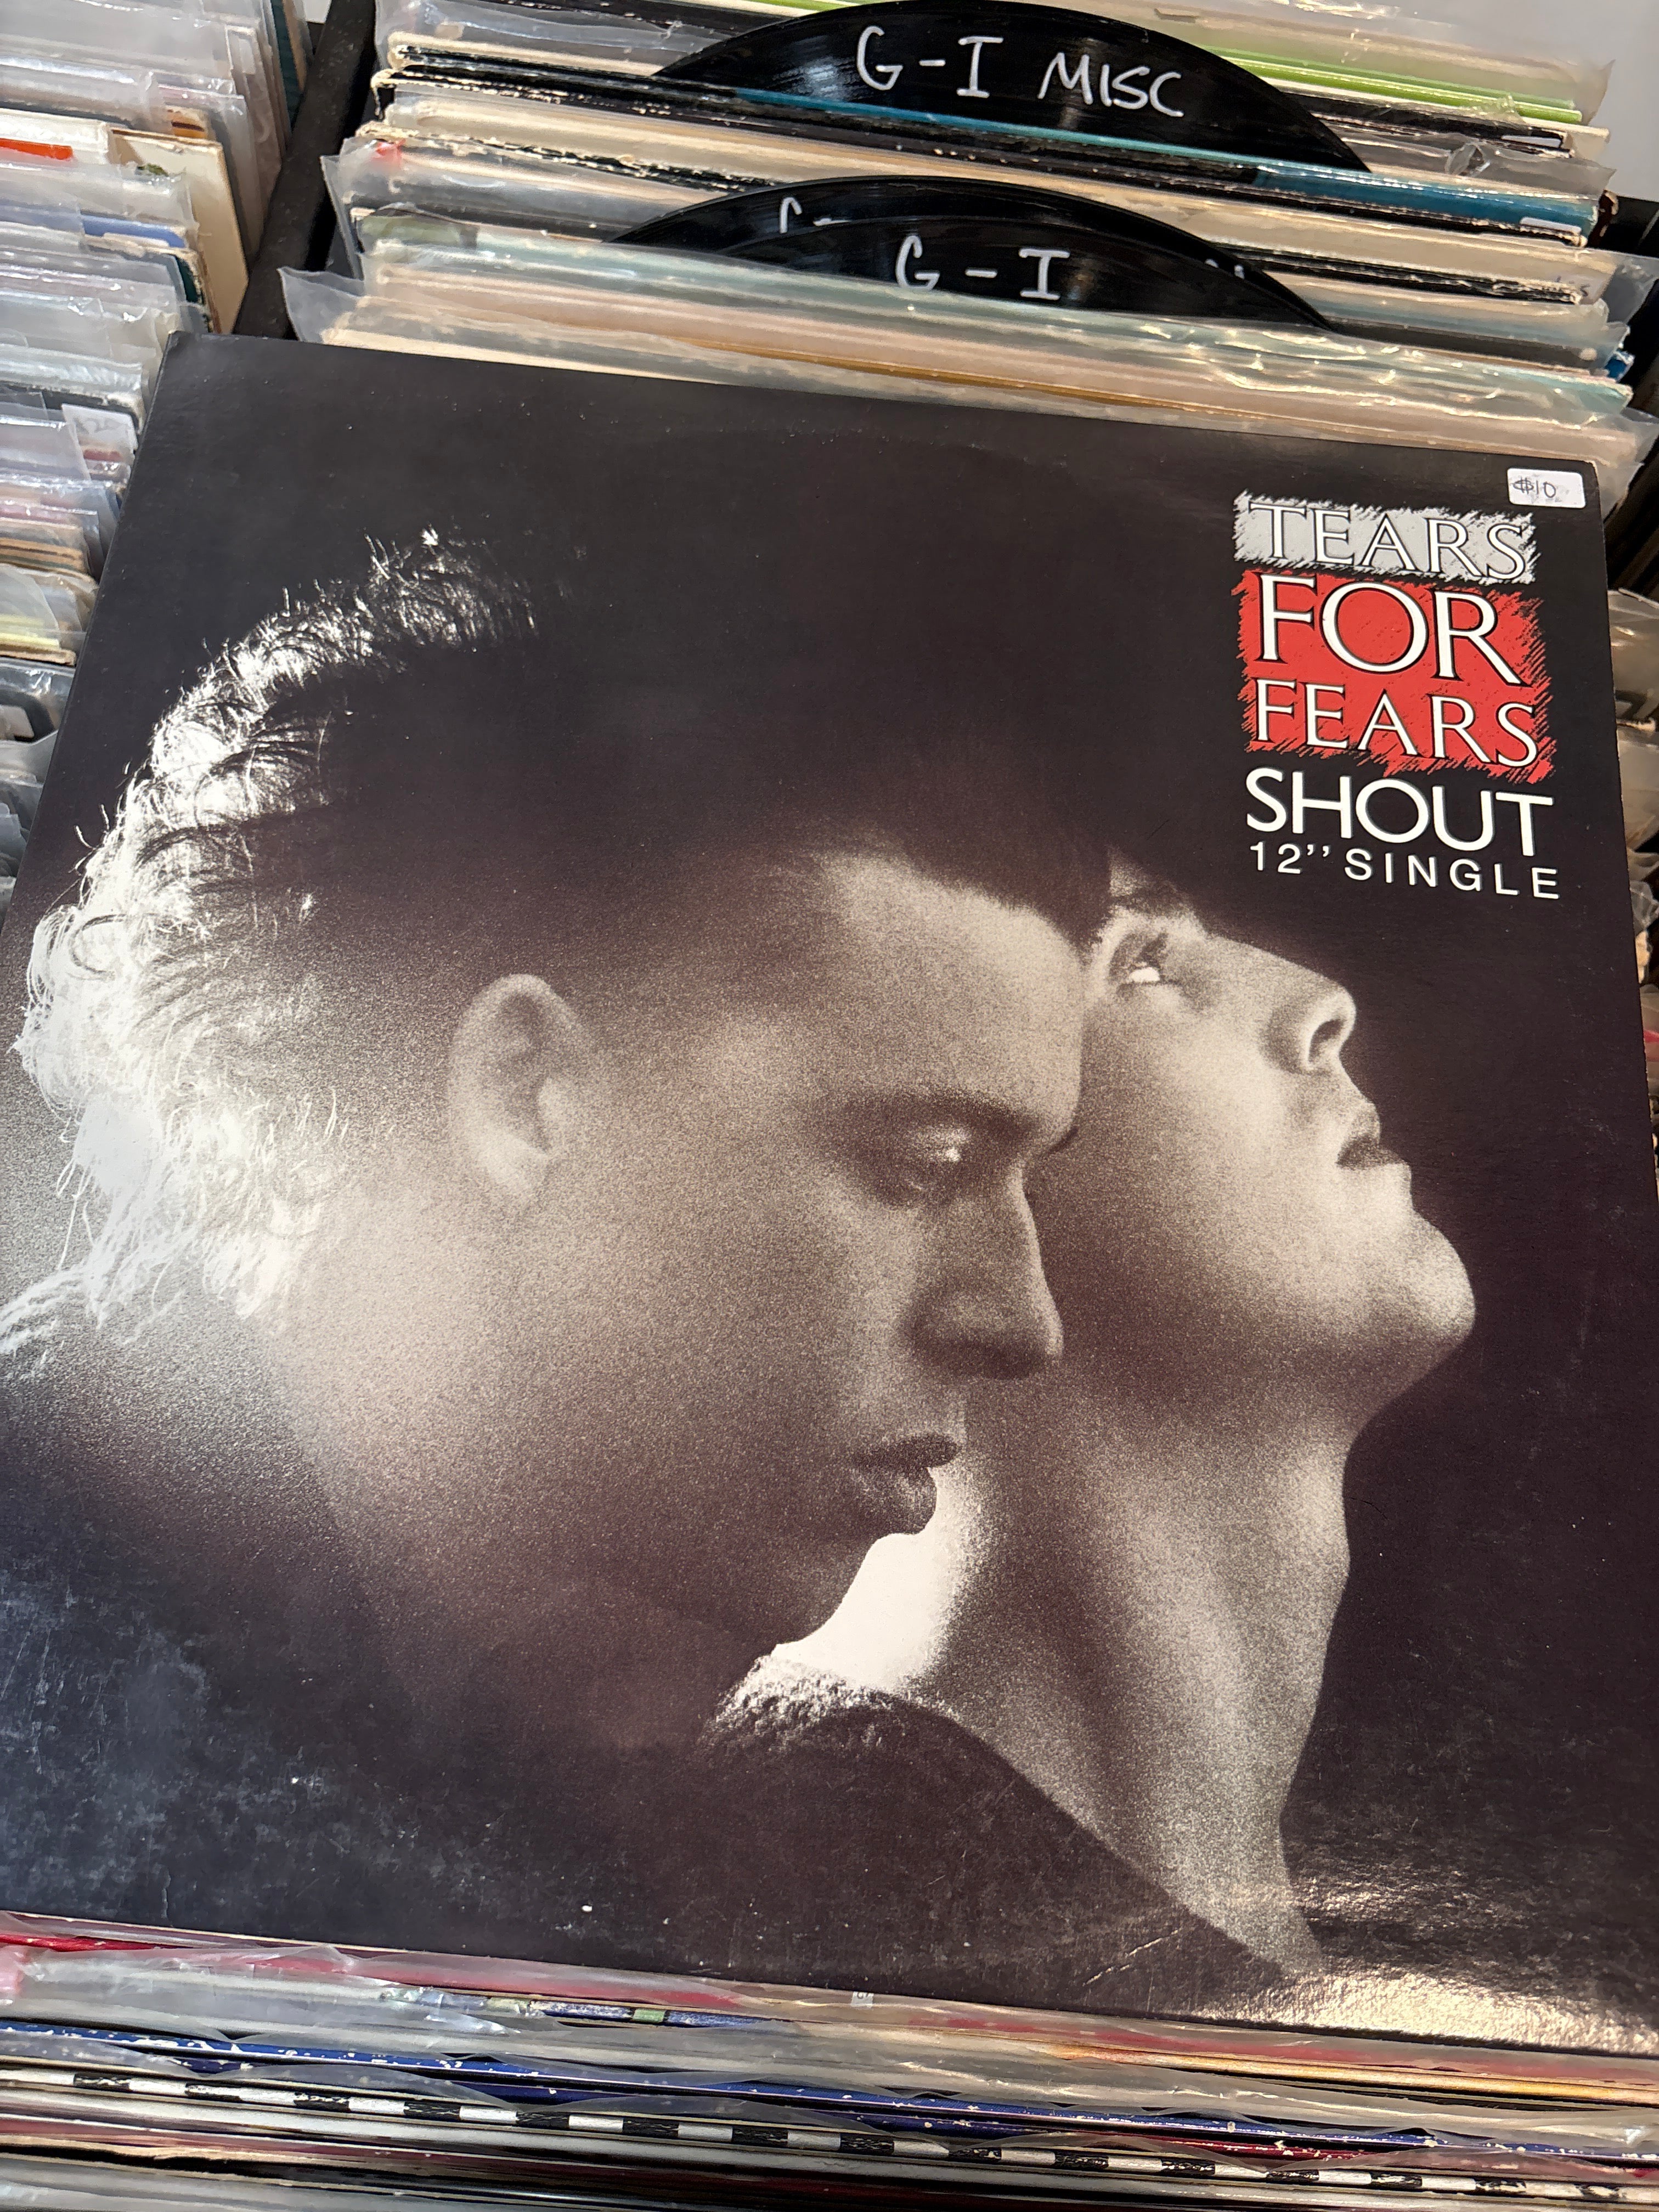 G-I MISC
G-I
$10
TEARS
FOR
FEARS
SHOUT
12" SINGLE